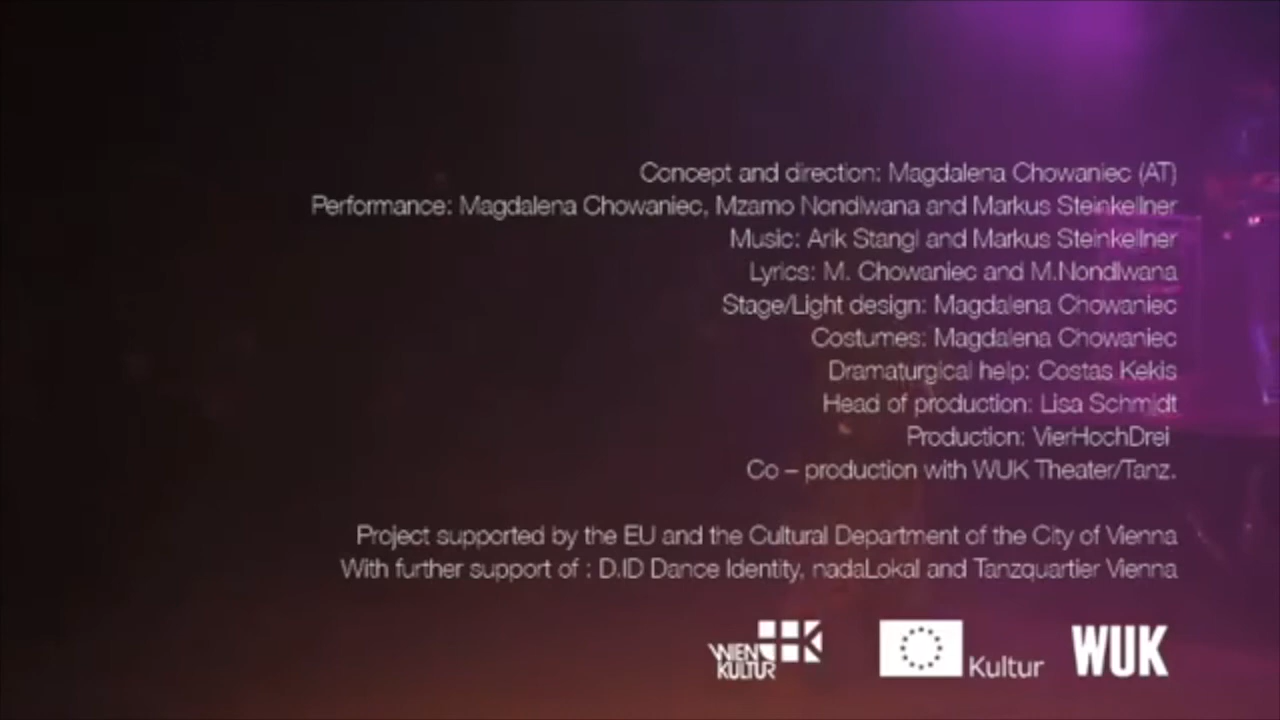 Concept and direction: Magdalena Chowaniec (AT)
Performance: Magdalena Chowaniec, Mzamo Nondlwana and Markus Steinkellner
Music: Arik Stangl and Markus Steinkellner
Lyrics: M. Chowaniec and M.Nondlwana
Stage/Light design: Magdalena Chowaniec
Costumes: Magdalena Chowaniec
Dramaturgical help: Costas Kekis
Head of production: Lisa Schmidt
Production: VierHochDrei
Co – production with WUK Theater/Tanz.
Project supported by the EU and the Cultural Department of the City of Vienna
With further support of : D.ID Dance Identity, nadaLokal and Tanzquartier Vienna
WIEN
KULTUR
Kultur
WUK